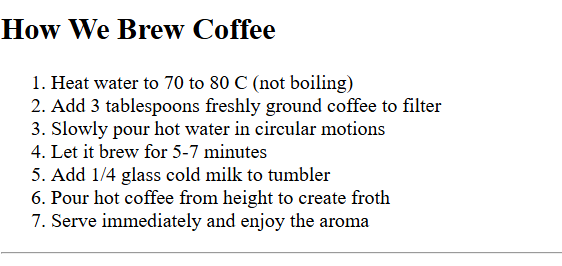 How We Brew Coffee
1. Heat water to 70 to 80 C (not boiling)
2. Add 3 tablespoons freshly ground coffee to filter
3. Slowly pour hot water in circular motions
4. Let it brew for 5-7 minutes
5. Add 1/4 glass cold milk to tumbler
6. Pour hot coffee from height to create froth
7. Serve immediately and enjoy the aroma